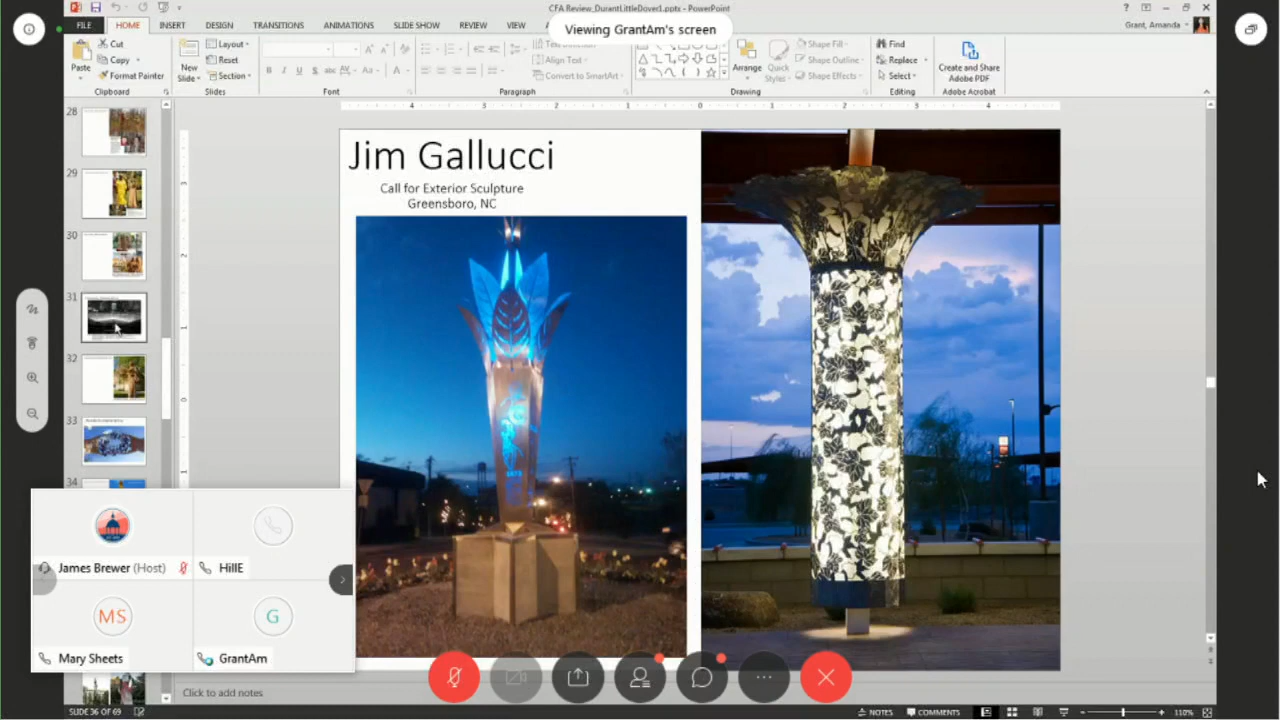 CFA Review_DurantLittleDover1.pptx - PowerPoint
FILE
HOME
INSERT
DESIGN
TRANSITIONS
ANIMATIONS
SLIDE SHOW
REVIEW
VIEW
Grant, Amanda
Viewing GrantAm's screen
Paste
Cut
Copy
Format Painter
Clipboard
New
Slide
Layout
Reset
Section
Slides
Font
Align Text
Convert to SmartArt
Paragraph
Arrange
Quick
Styles
Shape Fill
Shape Outline
Shape Effects
Drawing
Find
Replace
Select
Editing
Create and Share
Adobe PDF
Adobe Acrobat
28
29
30
31
32
33
34
Jim Gallucci
Call for Exterior Sculpture
Greensboro, NC
James Brewer (Host)
HillE
MS
Mary Sheets
G
GrantAm
Click to add notes
SLIDE 36 OF 69
NOTES
COMMENTS
110%